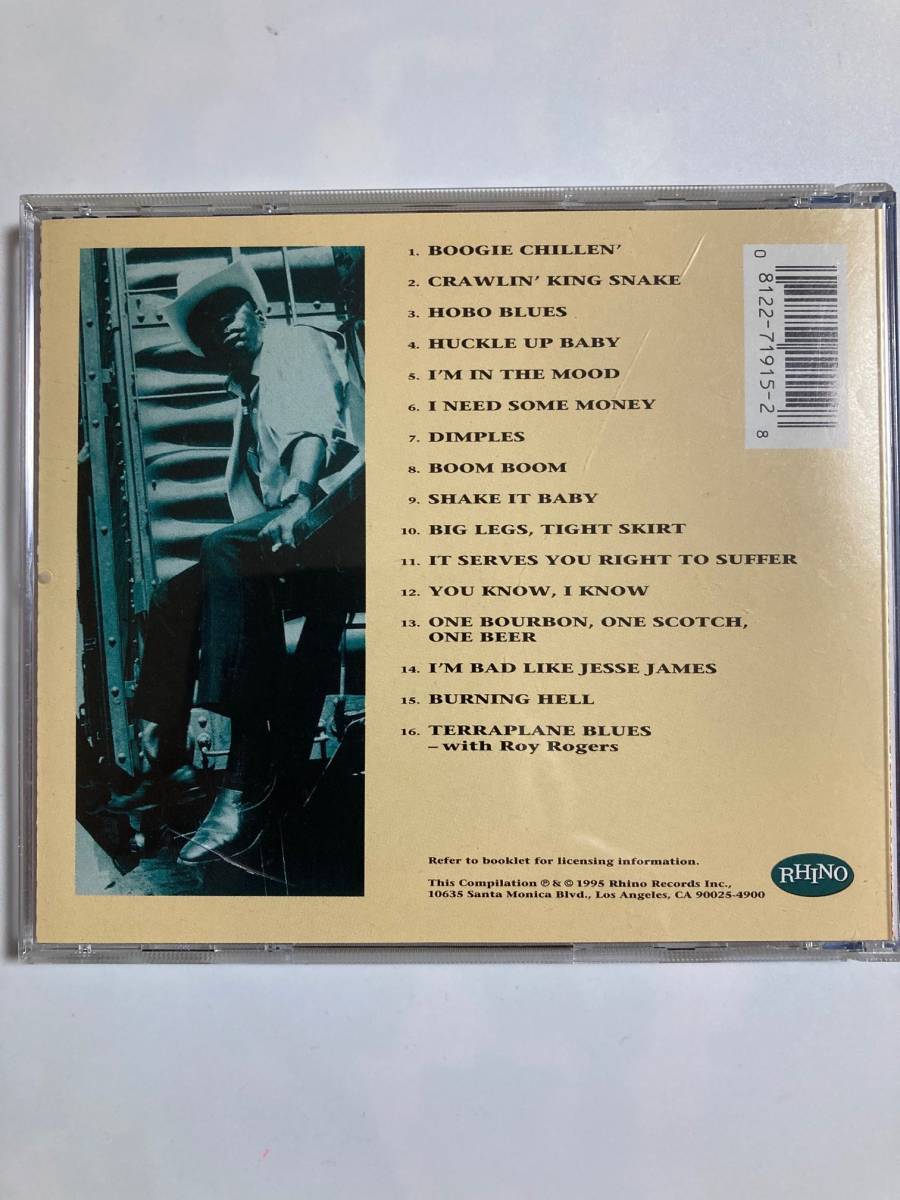 1. BOOGIE CHILLEN'
2. CRAWLIN' KING SNAKE
3. HOBO BLUES
4. HUCKLE UP BABY
5. I'M IN THE MOOD
6. I NEED SOME MONEY
7. DIMPLES
8. BOOM BOOM
9. SHAKE IT BABY
10. BIG LEGS, TIGHT SKIRT
11. IT SERVES YOU RIGHT TO SUFFER
12. YOU KNOW, I KNOW
13. ONE BOURBON, ONE SCOTCH,
ONE BEER
14. I'M BAD LIKE JESSE JAMES
15. BURNING HELL
16. TERRAPLANE BLUES
–with Roy Rogers
0 8122-71915-2 8
Refer to booklet for licensing information.
This Compilation ℗ & © 1995 Rhino Records Inc.,
10635 Santa Monica Blvd., Los Angeles, CA 90025-4900
RHINO